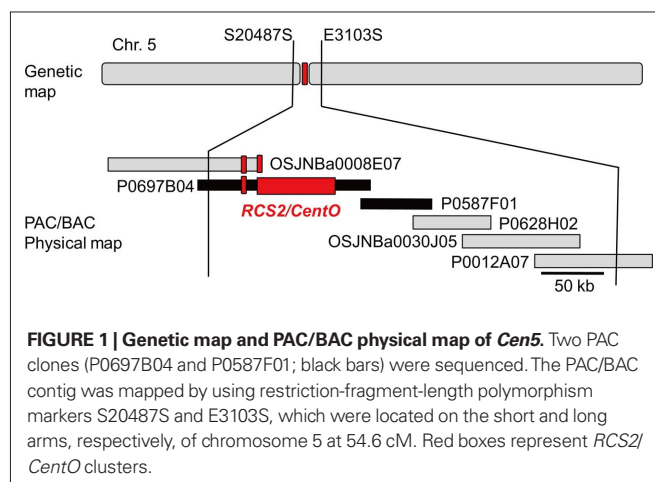 S20487S E3103S
Chr. 5
Genetic
map
OSJNBa0008E07
P0697B04
RCS2/CentO
P0587F01
P0628H02
PAC/BAC
Physical map
OSJNBa0030J05
P0012A07
50 kb
FIGURE 1 | Genetic map and PAC/BAC physical map of Cen5. Two PAC
clones (P0697B04 and P0587F01; black bars) were sequenced. The PAC/BAC
contig was mapped by using restriction-fragment-length polymorphism
markers S20487S and E3103S, which were located on the short and long
arms, respectively, of chromosome 5 at 54.6 cM. Red boxes represent RCS2/
CentO clusters.